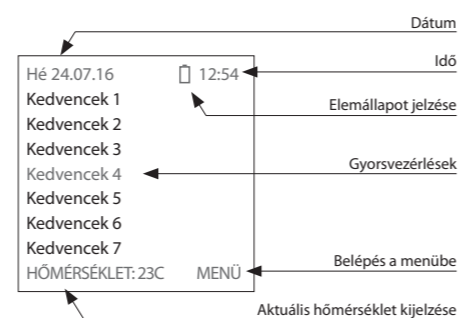 Dátum
Idő
Hé 24.07.16 12:54
Kedvencek 1
Elemállapot jelzése
Kedvencek 2
Kedvencek 3
Kedvencek 4
Gyorsvezérlések
Kedvencek 5
Kedvencek 6
Kedvencek 7
Belépés a menübe
HŐMÉRSÉKLET: 23C MENÜ
Aktuális hőmérséklet kijelzése